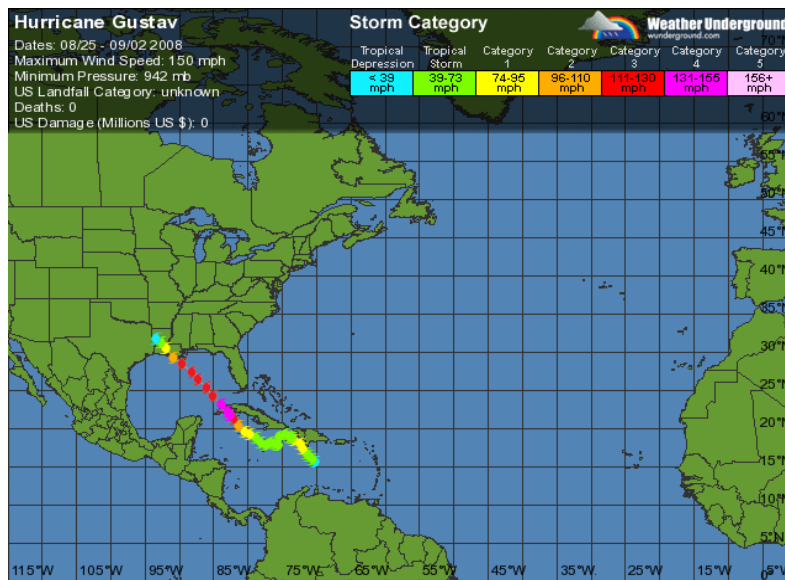 Hurricane Gustav
Dates: 08/25 - 09/02 2008
Maximum Wind Speed: 150 mph
Minimum Pressure: 942 mb
US Landfall Category: unknown
Deaths: 0
US Damage (Millions US $): 0
Storm Category
Weather Underground
wunderground.com
Tropical Depression
< 39 mph
Tropical Storm
39-73 mph
Category 1
74-95 mph
Category 2
96-110 mph
Category 3
111-130 mph
Category 4
131-155 mph
Category 5
156+ mph
60°N
55°N
50°N
45°N
40°N
35°N
30°N
25°N
20°N
15°N
10°N
5°N
0°
115°W 105°W 95°W 85°W 75°W 65°W 55°W 45°W 35°W 25°W 15°W 5°W